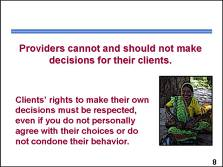 Providers cannot and should not make
decisions for their clients.
Clients' rights to make their own
decisions must be respected,
even if you do not personally
agree with their choices or do
not condone their behavior.
8